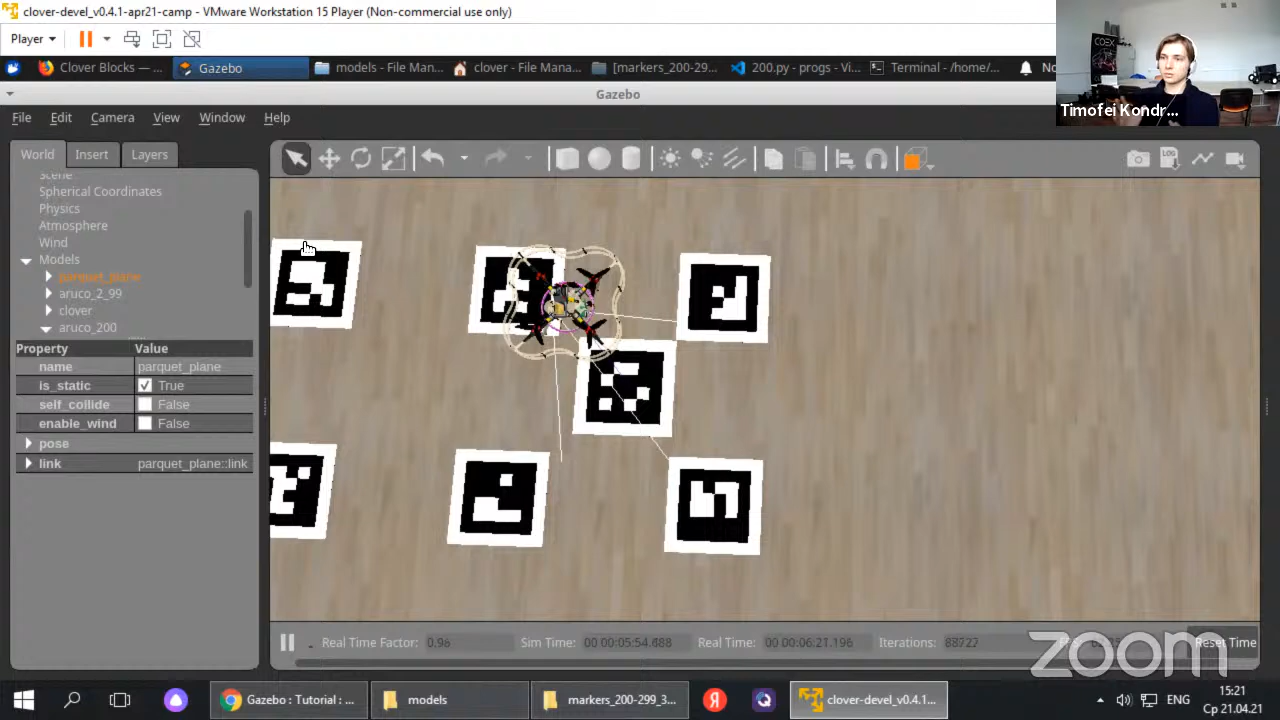 clover-devel_v0.4.1-apr21-camp - VMware Workstation 15 Player (Non-commercial use only)
Player
Clover Blocks — ...
Gazebo
models - File Man...
clover - File Mana...
[markers_200-29...
200.py - progs - Vi...
Terminal - /home/...
No
COEX
Timofei Kondr...
Gazebo
File Edit Camera View Window Help
World Insert Layers
LOG
Scene
Spherical Coordinates
Physics
Atmosphere
Wind
Models
parquet_plane
aruco_2_99
clover
aruco_200
Property Value
name parquet_plane
is_static True
self_collide False
enable_wind False
pose
link parquet_plane::link
Real Time Factor: 0.96 Sim Time: 00 00:05:54.688 Real Time: 00 00:06:21.196 Iterations: 88727 Reset Time
zoom
Gazebo : Tutorial : ...
models
markers_200-299_3...
Я
clover-devel_v0.4.1...
ENG
15:21
Ср 21.04.21